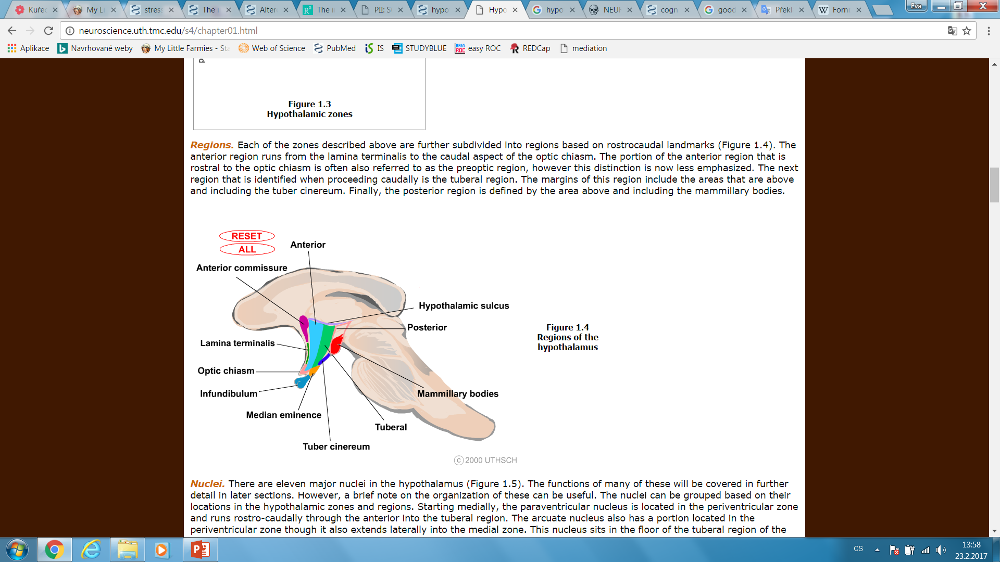 Kuřec
My Li
stress
The i
Altere
The i
PII: S
hypo
Hypo
hypo
NEUR
cogn
good
Překl
Forni
Eva
neuroscience.uth.tmc.edu/s4/chapter01.html
Aplikace
Navrhované weby
My Little Farmies - Sta
Web of Science
PubMed
IS
STUDYBLUE
easy ROC
REDCap
mediation
p
Figure 1.3
Hypothalamic zones
Regions. Each of the zones described above are further subdivided into regions based on rostrocaudal landmarks (Figure 1.4). The
anterior region runs from the lamina terminalis to the caudal aspect of the optic chiasm. The portion of the anterior region that is
rostral to the optic chiasm is often also referred to as the preoptic region, however this distinction is now less emphasized. The next
region that is identified when proceeding caudally is the tuberal region. The margins of this region include the areas that are above
and including the tuber cinereum. Finally, the posterior region is defined by the area above and including the mammillary bodies.
RESET
ALL
Anterior
Anterior commissure
Hypothalamic sulcus
Posterior
Lamina terminalis
Optic chiasm
Infundibulum
Median eminence
Mammillary bodies
Tuberal
Tuber cinereum
Figure 1.4
Regions of the
hypothalamus
© 2000 UTHSCH
Nuclei. There are eleven major nuclei in the hypothalamus (Figure 1.5). The functions of many of these will be covered in further
detail in later sections. However, a brief note on the organization of these can be useful. The nuclei can be grouped based on their
locations in the hypothalamic zones and regions. Starting medially, the paraventricular nucleus is located in the periventricular zone
and runs rostro-caudally through the anterior into the tuberal region. The arcuate nucleus also has a portion located in the
periventricular zone though it also extends laterally into the medial zone. This nucleus sits in the floor of the tuberal region of the
CS
13:58
23.2.2017